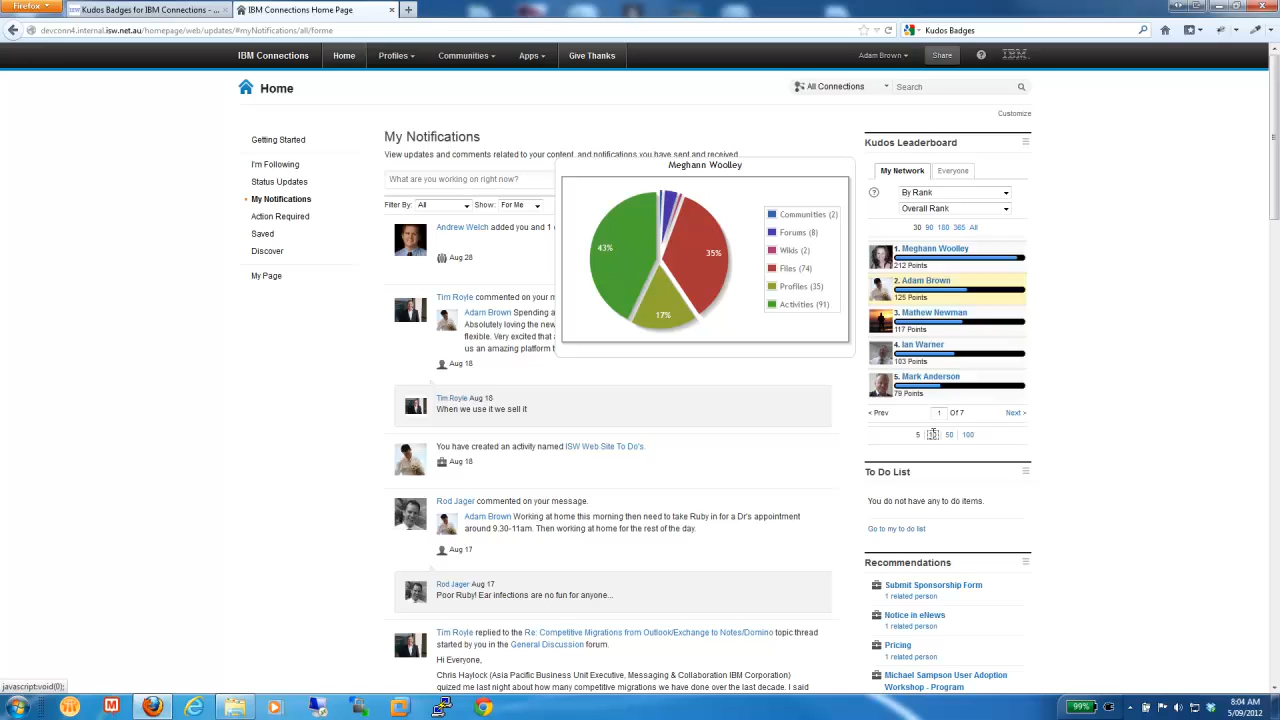 Firefox
Kudos Badges for IBM Connections - ...
IBM Connections Home Page
devconn4.internal.isw.net.au/homepage/web/updates/#myNotifications/all/forme
Kudos Badges
IBM Connections
Home
Profiles
Communities
Apps
Give Thanks
Adam Brown
Share
IBM
Home
All Connections
Search
Customize
Getting Started
I'm Following
Status Updates
My Notifications
Action Required
Saved
Discover
My Page
My Notifications
View updates and comments related to your content, and notifications you have sent and received.
What are you working on right now?
Filter By:
All
Show:
For Me
Andrew Welch added you and 1
Aug 28
Tim Royle commented on your m
Adam Brown Spending a
Absolutely loving the new
flexible. Very excited that
us an amazing platform t
Aug 18
Tim Royle Aug 18
When we use it we sell it
You have created an activity named ISW Web Site To Do's.
Aug 18
Rod Jager commented on your message.
Adam Brown Working at home this morning then need to take Ruby in for a Dr's appointment
around 9.30-11am. Then working at home for the rest of the day.
Aug 17
Rod Jager Aug 17
Poor Ruby! Ear infections are no fun for anyone...
Tim Royle replied to the Re: Competitive Migrations from Outlook/Exchange to Notes/Domino topic thread
started by you in the General Discussion forum.
Hi Everyone,
Chris Haylock (Asia Pacific Business Unit Executive, Messaging & Collaboration IBM Corporation)
quized me last night about how many competitive migrations we have done over the last decade. I said
Meghann Woolley
43%
35%
17%
Communities (2)
Forums (8)
Wikis (2)
Files (74)
Profiles (35)
Activities (91)
Kudos Leaderboard
My Network
Everyone
By Rank
Overall Rank
30 90 180 365 All
1. Meghann Woolley
212 Points
2. Adam Brown
125 Points
3. Mathew Newman
117 Points
4. Ian Warner
103 Points
5. Mark Anderson
79 Points
< Prev
1
Of 7
Next >
5 | 10 | 50 | 100
To Do List
You do not have any to do items.
Go to my to do list
Recommendations
Submit Sponsorship Form
1 related person
Notice in eNews
1 related person
Pricing
1 related person
Michael Sampson User Adoption
Workshop - Program
javascript:void(0);
99%
8:04 AM
5/09/2012